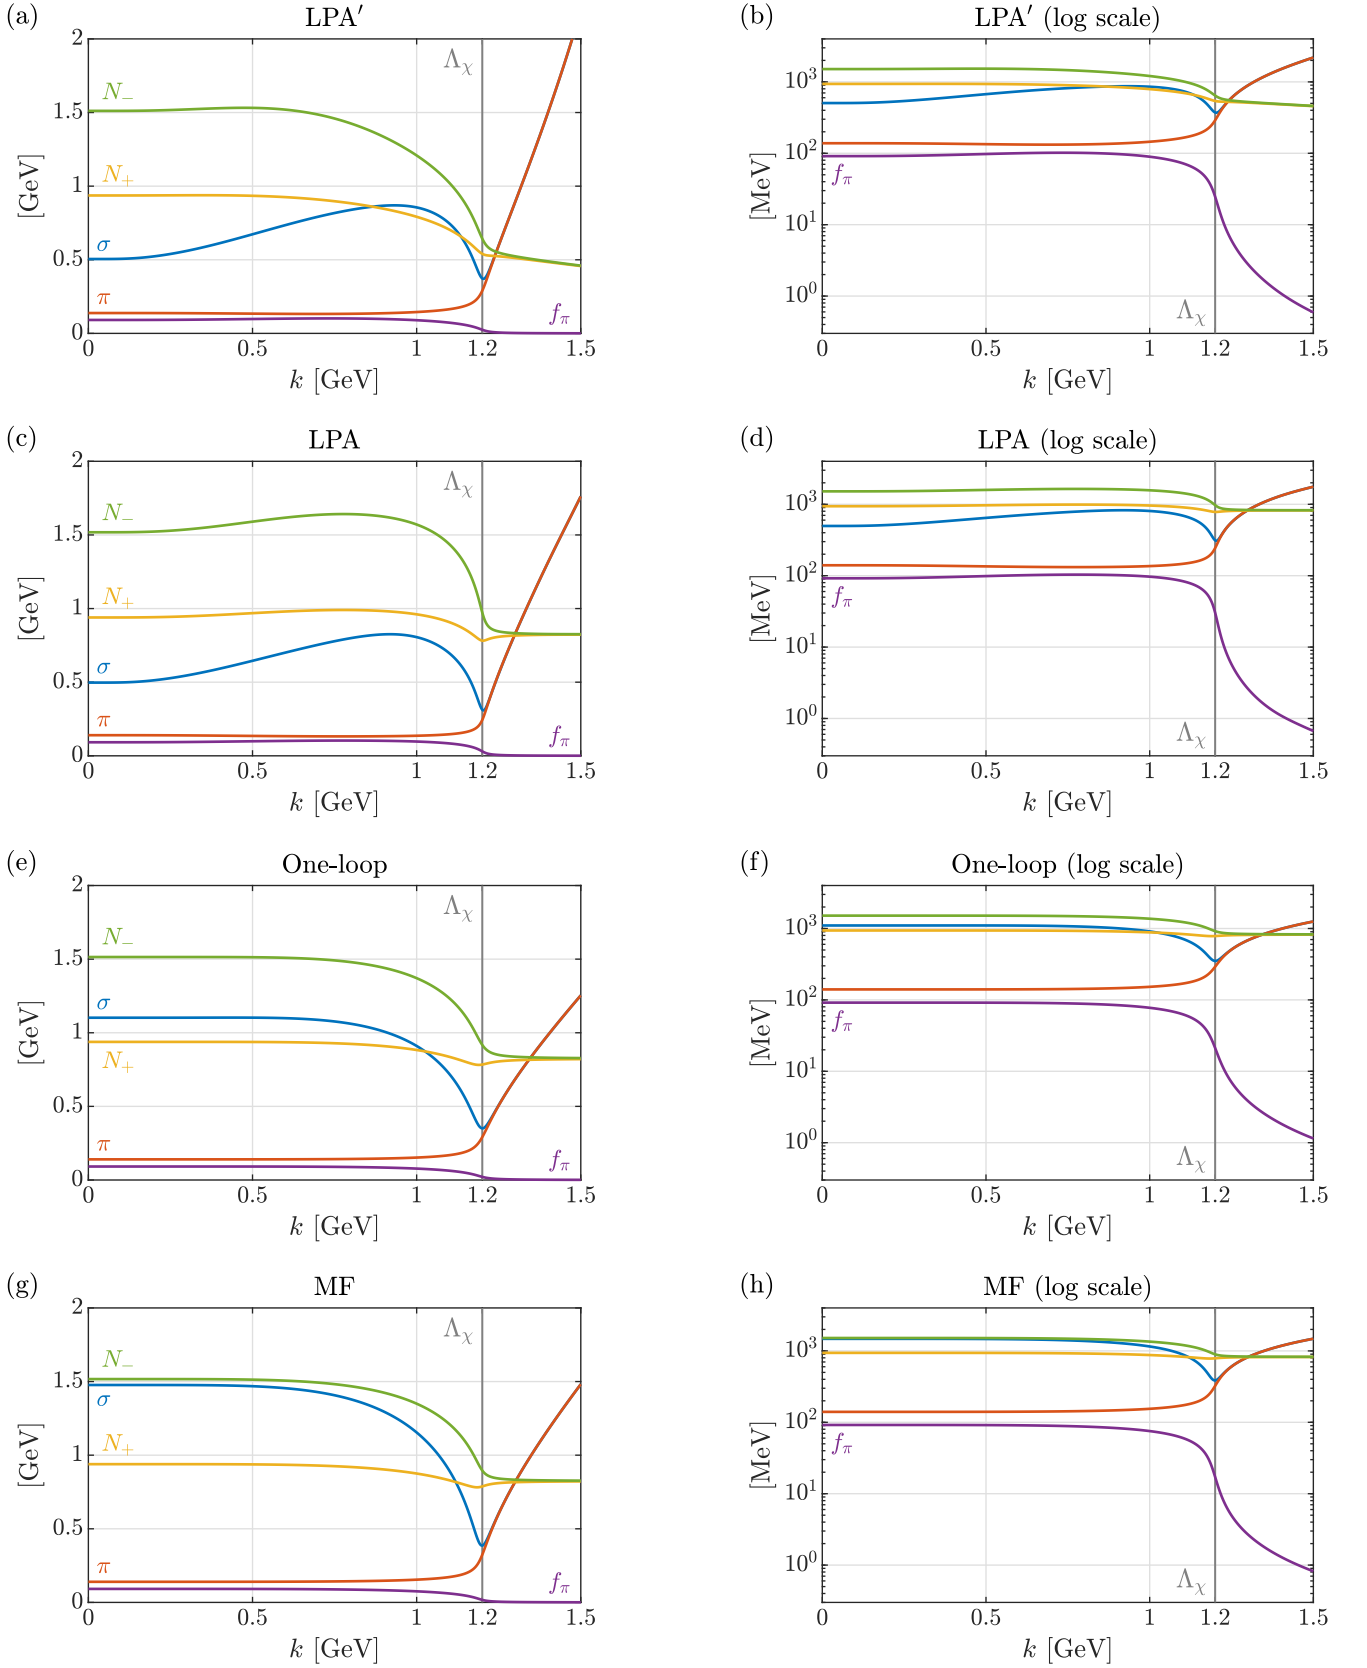 (a)
LPA′
2
1.5
1
0.5
0
[GeV]
Λχ
N−
N+
σ
π
fπ
0
0.5
1
1.2
1.5
k [GeV]
(b)
LPA′ (log scale)
10³
10²
10¹
10⁰
[MeV]
fπ
Λχ
0
0.5
1
1.2
1.5
k [GeV]
(c)
LPA
2
1.5
1
0.5
0
[GeV]
Λχ
N−
N+
σ
π
fπ
0
0.5
1
1.2
1.5
k [GeV]
(d)
LPA (log scale)
10³
10²
10¹
10⁰
[MeV]
fπ
Λχ
0
0.5
1
1.2
1.5
k [GeV]
(e)
One-loop
2
1.5
1
0.5
0
[GeV]
Λχ
N−
σ
N+
π
fπ
0
0.5
1
1.2
1.5
k [GeV]
(f)
One-loop (log scale)
10³
10²
10¹
10⁰
[MeV]
fπ
Λχ
0
0.5
1
1.2
1.5
k [GeV]
(g)
MF
2
1.5
1
0.5
0
[GeV]
Λχ
N−
σ
N+
π
fπ
0
0.5
1
1.2
1.5
k [GeV]
(h)
MF (log scale)
10³
10²
10¹
10⁰
[MeV]
fπ
Λχ
0
0.5
1
1.2
1.5
k [GeV]